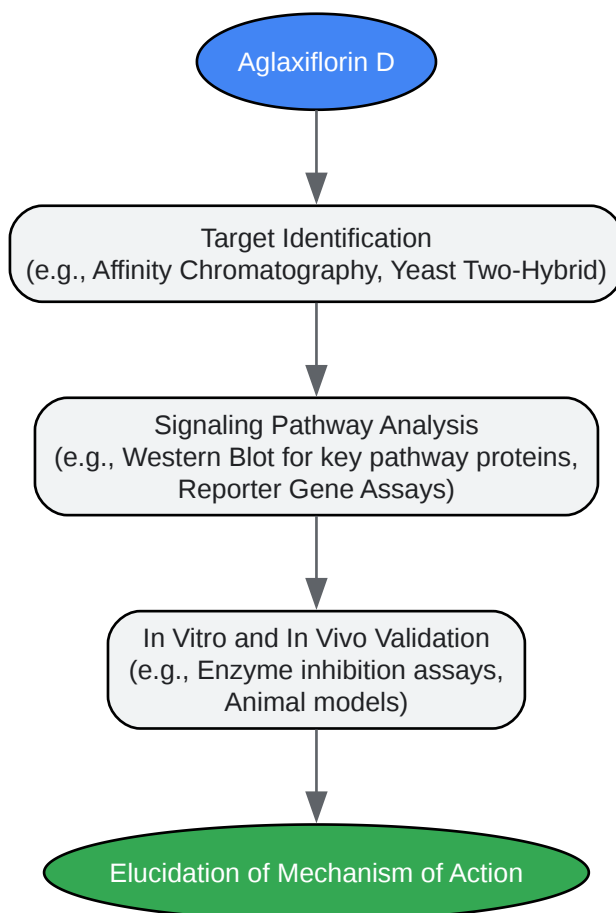 Aglaxiflorin D
Target Identification
(e.g., Affinity Chromatography, Yeast Two-Hybrid)
Signaling Pathway Analysis
(e.g., Western Blot for key pathway proteins,
Reporter Gene Assays)
In Vitro and In Vivo Validation
(e.g., Enzyme inhibition assays,
Animal models)
Elucidation of Mechanism of Action